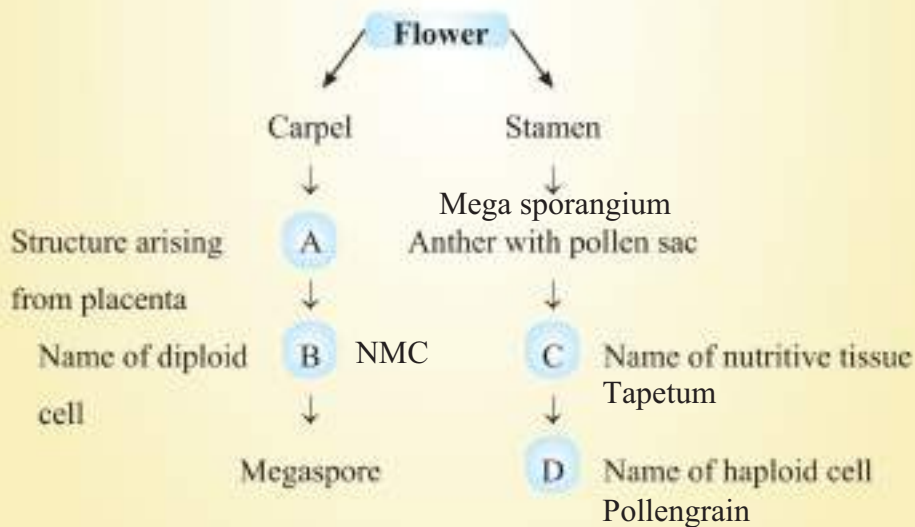 Flower
Carpel
Stamen
Mega sporangium
Structure arising
from placenta
A
Anther with pollen sac
Name of diploid
cell
B
NMC
C
Name of nutritive tissue
Tapetum
Megaspore
D
Name of haploid cell
Pollengrain